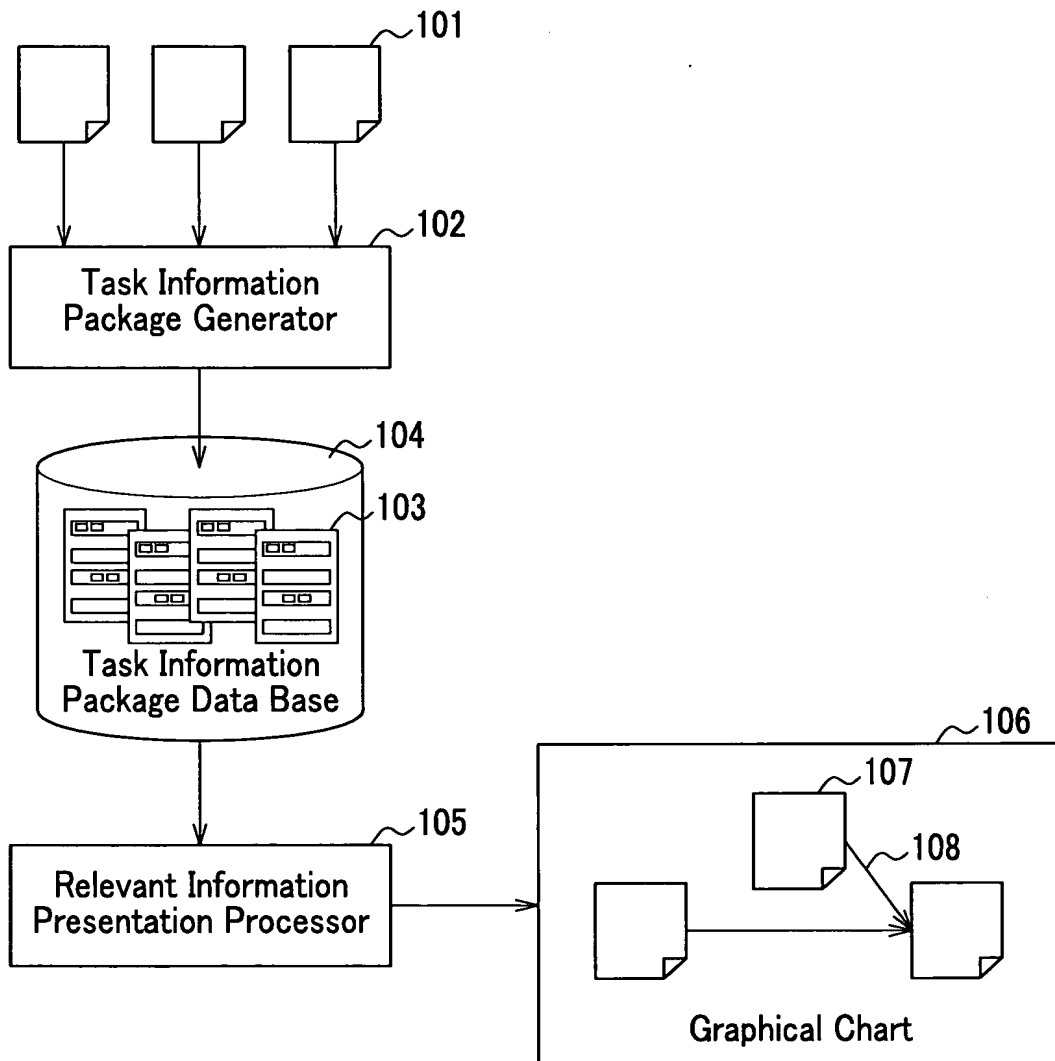 101
102
Task Information
Package Generator
104
103
Task Information
Package Data Base
106
107
105
108
Relevant Information
Presentation Processor
Graphical Chart